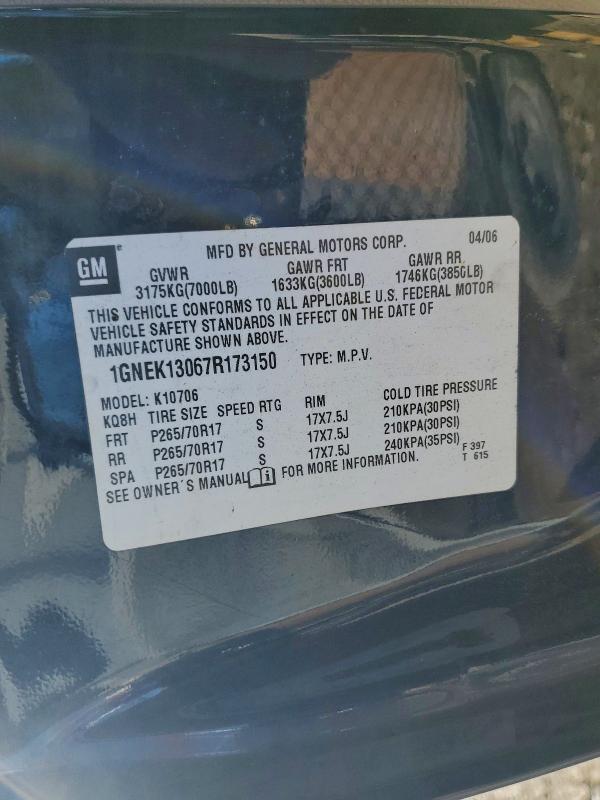 GM
MFD BY GENERAL MOTORS CORP. 04/06
GVWR GAWR FRT GAWR RR
3175KG(7000LB) 1633KG(3600LB) 1746KG(3850LB)
THIS VEHICLE CONFORMS TO ALL APPLICABLE U.S. FEDERAL MOTOR
VEHICLE SAFETY STANDARDS IN EFFECT ON THE DATE OF
MANUFACTURE SHOWN ABOVE.
1GNEK13067R173150 TYPE: M.P.V.
MODEL: K10706
KQ8H TIRE SIZE SPEED RTG RIM COLD TIRE PRESSURE
FRT P265/70R17 S 17X7.5J 210KPA(30PSI)
RR P265/70R17 S 17X7.5J 210KPA(30PSI)
SPA P265/70R17 S 17X7.5J 240KPA(35PSI)
SEE OWNER'S MANUAL FOR MORE INFORMATION.
F 397
T 615